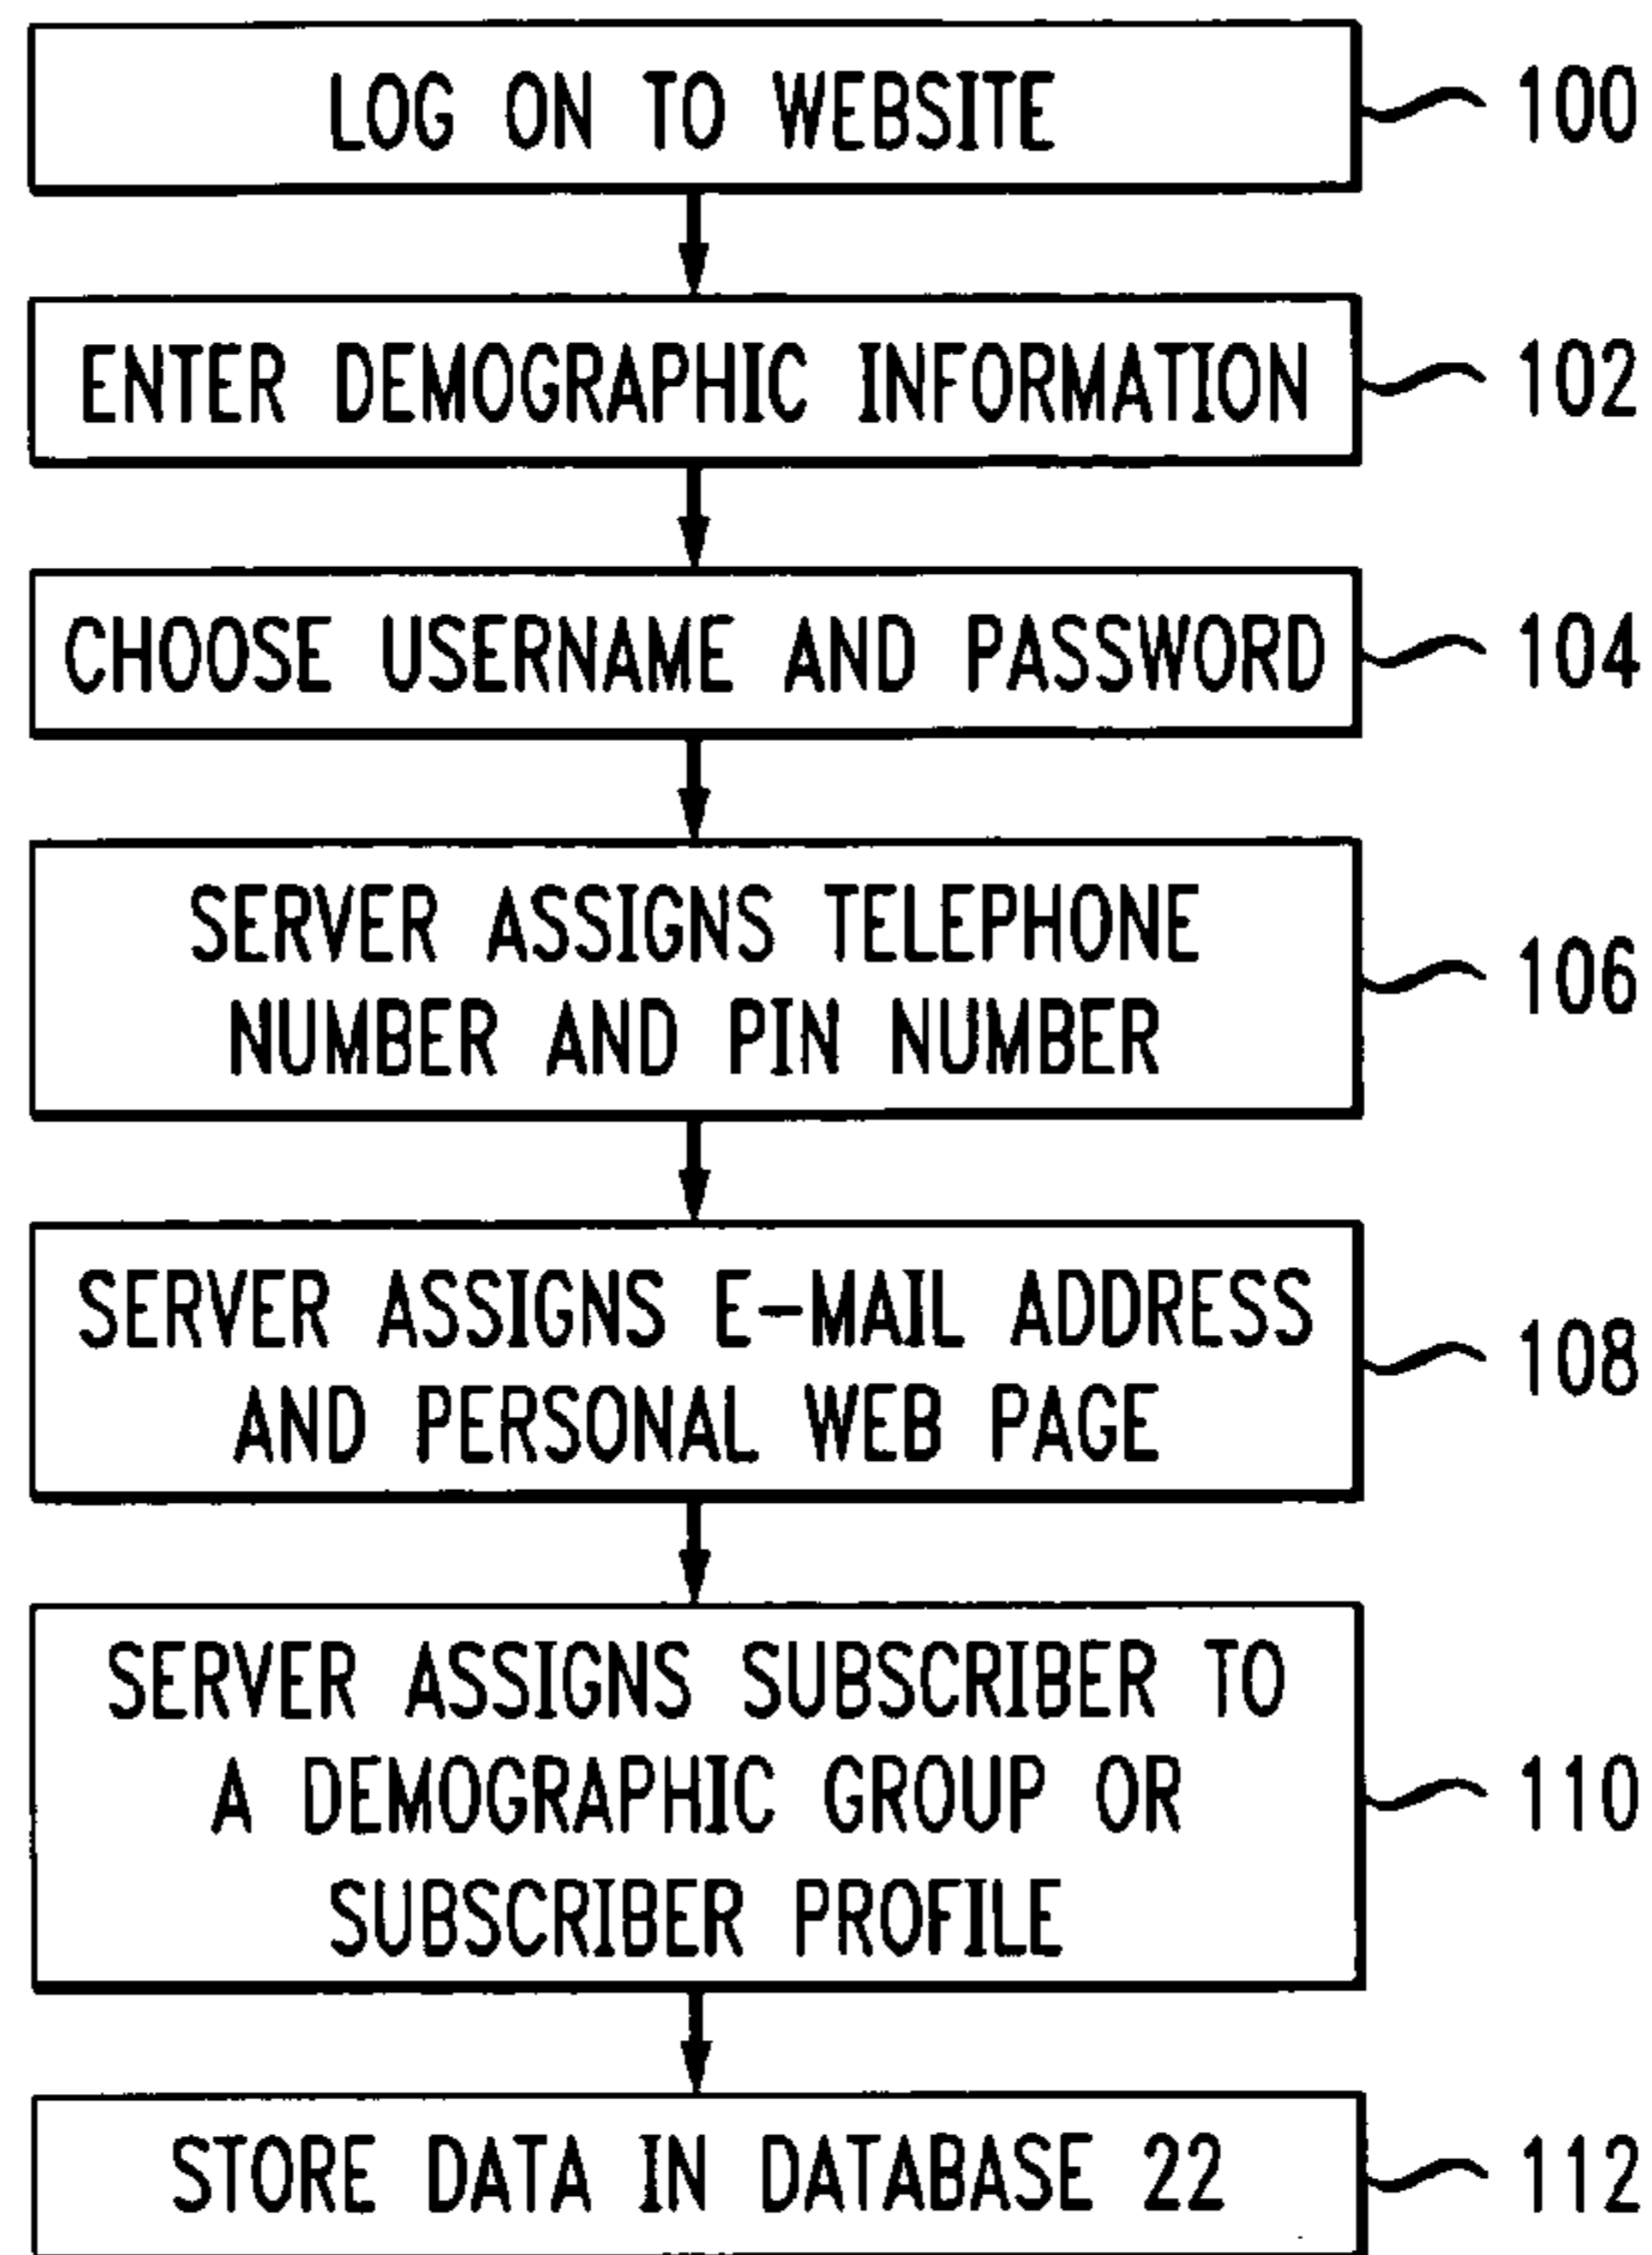 LOG ON TO WEBSITE 100
ENTER DEMOGRAPHIC INFORMATION 102
CHOOSE USERNAME AND PASSWORD 104
SERVER ASSIGNS TELEPHONE
NUMBER AND PIN NUMBER
106
SERVER ASSIGNS E-MAIL ADDRESS
AND PERSONAL WEB PAGE
108
SERVER ASSIGNS SUBSCRIBER TO
A DEMOGRAPHIC GROUP OR
SUBSCRIBER PROFILE
110
STORE DATA IN DATABASE 22 112